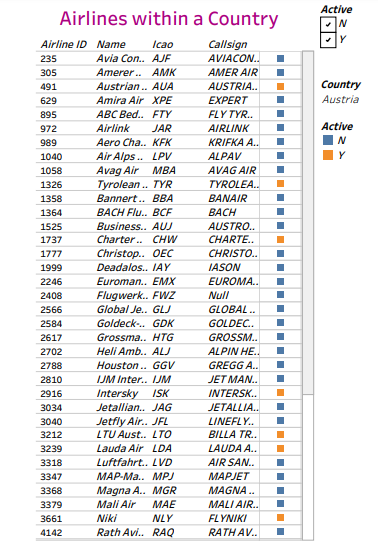 Airlines within a Country
Airline ID Name Icao Callsign
235 Avia Con.. AJF AVIACON..
305 Amerer .. AMK AMER AIR
491 Austrian .. AUA AUSTRIA..
629 Amira Air XPE EXPERT
895 ABC Bed.. FTY FLY TYR..
972 Airlink JAR AIRLINK
989 Aero Cha.. KFK KRIFKA A..
1040 Air Alps .. LPV ALPAV
1058 Avag Air MBA AVAG AIR
1326 Tyrolean .. TYR TYROLEA..
1358 Bannert .. BBA BANAIR
1364 BACH Flu.. BCF BACH
1525 Business.. AUJ AUSTRO..
1737 Charter .. CHW CHARTE..
1777 Christop.. OEC CHRISTO..
1999 Deadalos.. IAY IASON
2246 Euroman.. EMX EUROMA..
2408 Flugwerk.. FWZ Null
2566 Global Je.. GLJ GLOBAL ..
2584 Goldeck-.. GDK GOLDEC..
2617 Grossma.. HTG GROSSM..
2702 Heli Amb.. ALJ ALPIN HE..
2788 Houston .. GGV GREGG A..
2810 IJM Inter.. IJM JET MAN..
2916 Intersky ISK INTERSK..
3034 Jetallian.. JAG JETALLIA..
3040 Jetfly Air.. JFL LINEFLY..
3212 LTU Aust.. LTO BILLA TR..
3239 Lauda Air LDA LAUDA A..
3318 Luftfahrt.. LVD AIR SAN..
3347 MAP-Ma.. MPJ MAPJET
3368 Magna A.. MGR MAGNA ..
3379 Mali Air MAE MALI AIR..
3661 Niki NLY FLYNIKI
4142 Rath Avi.. RAQ RATH AV..
Active
N
Y
Country
Austria
Active
N
Y